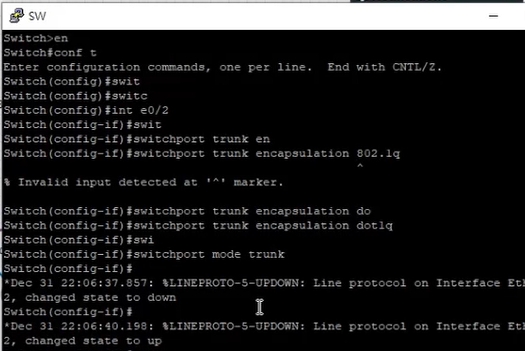 SW
Switch>en
Switch#conf t
Enter configuration commands, one per line.  End with CNTL/Z.
Switch(config)#swit
Switch(config)#switc
Switch(config)#int e0/2
Switch(config-if)#swit
Switch(config-if)#switchport trunk en
Switch(config-if)#switchport trunk encapsulation 802.1q
^
% Invalid input detected at '^' marker.
Switch(config-if)#switchport trunk encapsulation do
Switch(config-if)#switchport trunk encapsulation dot1q
Switch(config-if)#swi
Switch(config-if)#switchport mode trunk
Switch(config-if)#
*Dec 31 22:06:37.857: %LINEPROTO-5-UPDOWN: Line protocol on Interface Et
2, changed state to down
Switch(config-if)#
*Dec 31 22:06:40.198: %LINEPROTO-5-UPDOWN: Line protocol on Interface Et
2, changed state to up